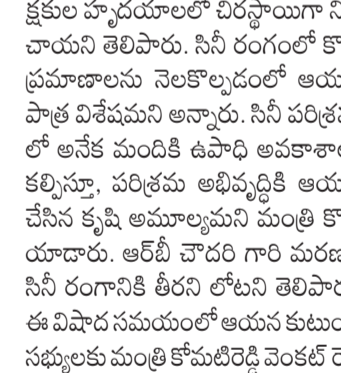 క్షకుల హృదయాలలో చిరస్థాయిగా
చాయని తెలిపారు. సినీ రంగంలో
ప్రమాణాలను నెలకొల్పడంలో ఆయ
పాత్ర విశేషమని అన్నారు. సినీ పరిశ్ర
లో అనేక మందికి ఉపాధి అవకాశా
కల్పిస్తూ, పరిశ్రమ అభివృద్ధికి ఆయ
చేసిన కృషి అమూల్యమని మంత్రి కొ
యాడారు. ఆర్‌బీ చౌదరి గారి మరణ
సినీ రంగానికి తీరని లోటని తెలిపార
ఈ విషాద సమయంలో ఆయన కుటుం
సభ్యులకు మంత్రి కోమటిరెడ్డి వెంకట్